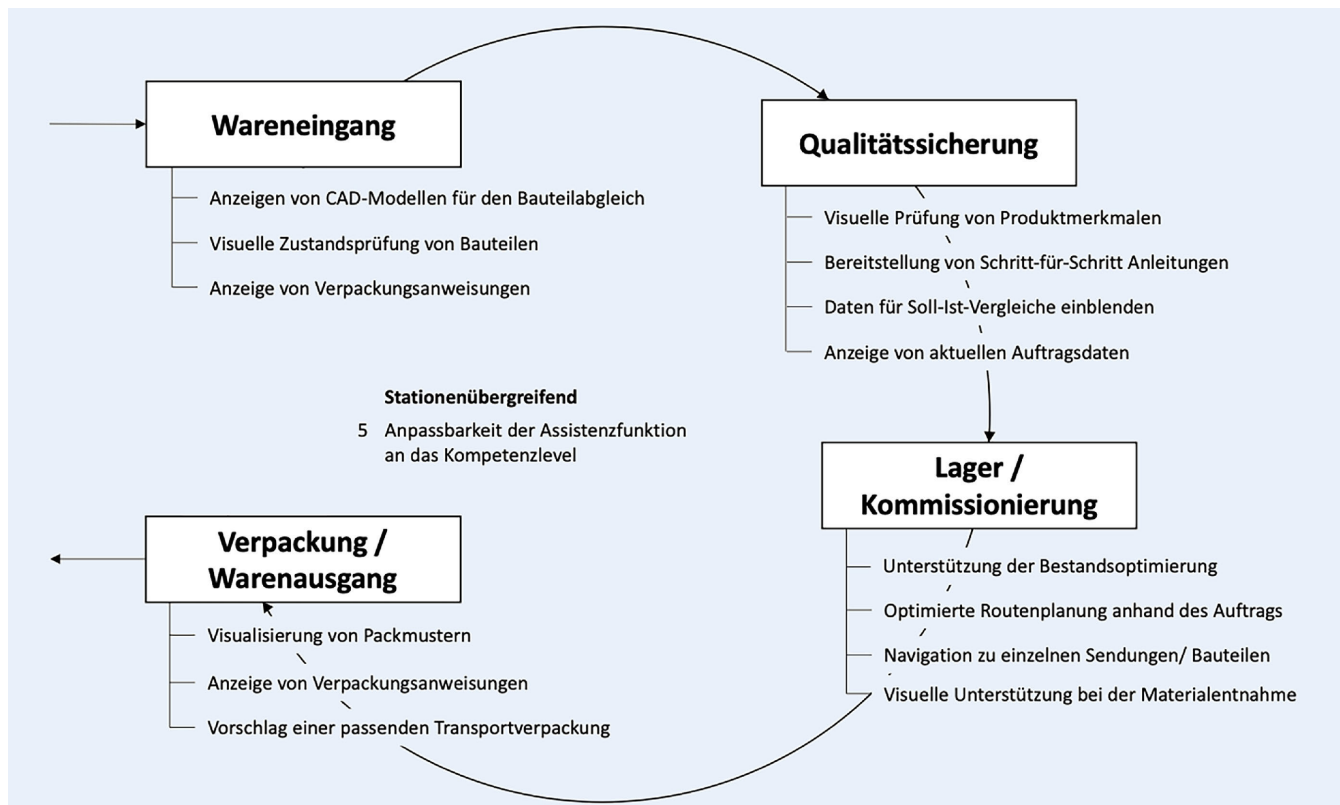 Wareneingang
Anzeigen von CAD-Modellen für den Bauteilabgleich
Visuelle Zustandsprüfung von Bauteilen
Anzeige von Verpackungsanweisungen
Qualitätssicherung
Visuelle Prüfung von Produktmerkmalen
Bereitstellung von Schritt-für-Schritt Anleitungen
Daten für Soll-Ist-Vergleiche einblenden
Anzeige von aktuellen Auftragsdaten
Stationenübergreifend
5 Anpassbarkeit der Assistenzfunktion
an das Kompetenzlevel
Lager /
Kommissionierung
Unterstützung der Bestandsoptimierung
Optimierte Routenplanung anhand des Auftrags
Navigation zu einzelnen Sendungen/ Bauteilen
Visuelle Unterstützung bei der Materialentnahme
Verpackung /
Warenausgang
Visualisierung von Packmustern
Anzeige von Verpackungsanweisungen
Vorschlag einer passenden Transportverpackung